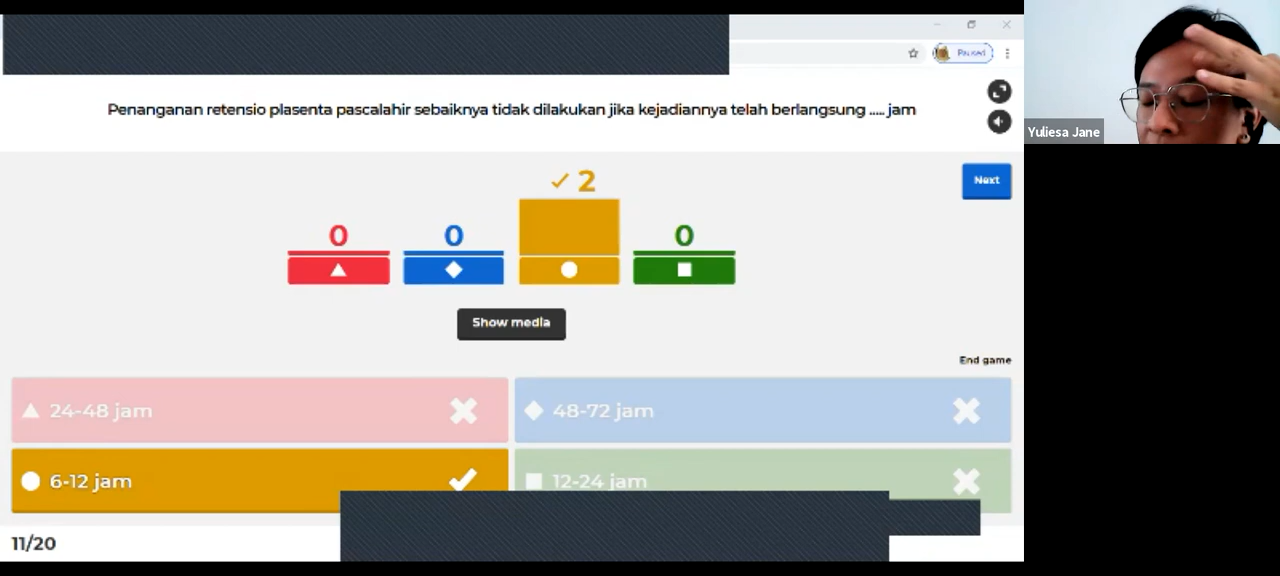 Paused
Penanganan retensio plasenta pascalahir sebaiknya tidak dilakukan jika kejadiannya telah berlangsung ..... jam
Yuliesa Jane
Next
0
0
2
0
Show media
End game
24-48 jam
48-72 jam
6-12 jam
12-24 jam
11/20